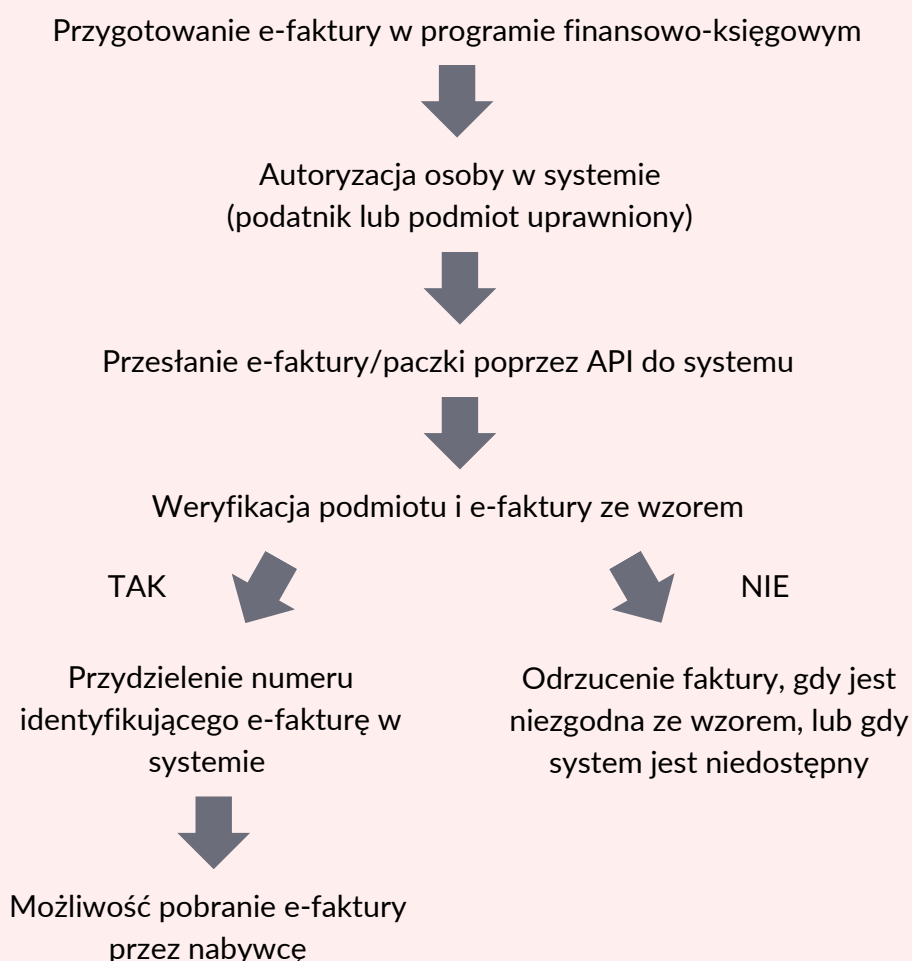 Przygotowanie e-faktury w programie finansowo-księgowym
Autoryzacja osoby w systemie
(podatnik lub podmiot uprawniony)
Przesłanie e-faktury/paczki poprzez API do systemu
Weryfikacja podmiotu i e-faktury ze wzorem
TAK
NIE
Przydzielenie numeru
identyfikującego e-fakturę w
systemie
Odrzucenie faktury, gdy jest
niezgodna ze wzorem, lub gdy
system jest niedostępny
Możliwość pobranie e-faktury
przez nabywcę